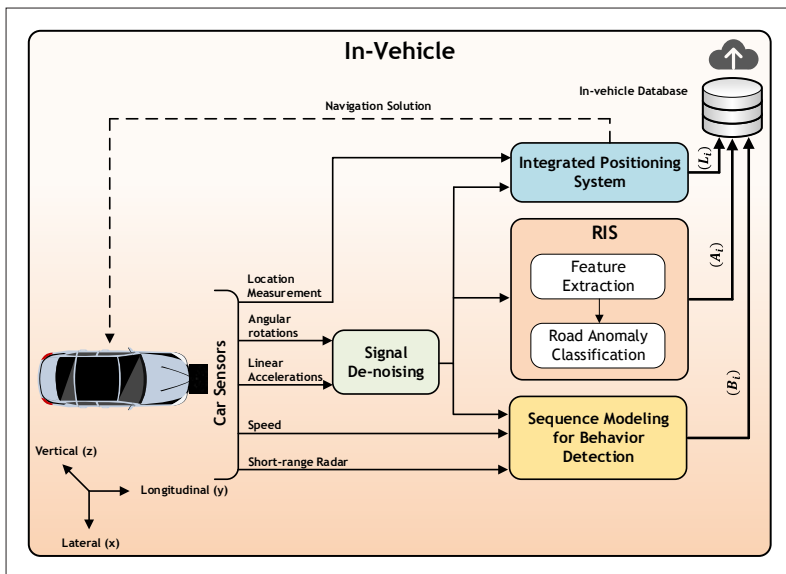 In-Vehicle
In-vehicle Database
Navigation Solution
Integrated Positioning
System
(L_i)
RIS
Feature
Extraction
Road Anomaly
Classification
(A_i)
Location
Measurement
Angular
rotations
Linear
Accelerations
Speed
Short-range Radar
Car Sensors
Signal
De-noising
Sequence Modeling
for Behavior
Detection
(B_i)
Vertical (z)
Longitudinal (y)
Lateral (x)